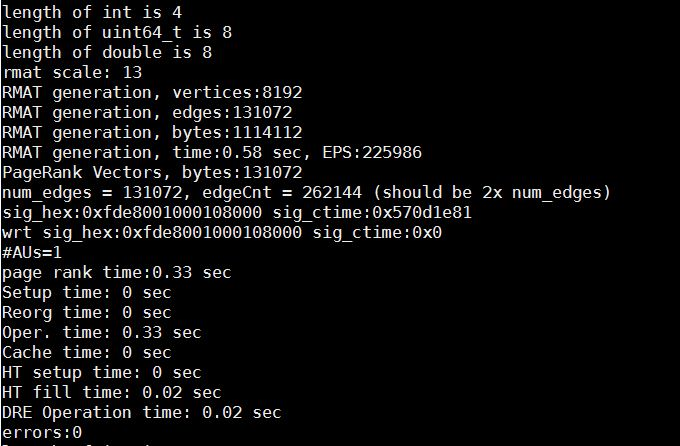 length of int is 4
length of uint64_t is 8
length of double is 8
rmat scale: 13
RMAT generation, vertices:8192
RMAT generation, edges:131072
RMAT generation, bytes:1114112
RMAT generation, time:0.58 sec, EPS:225986
PageRank Vectors, bytes:131072
num_edges = 131072, edgeCnt = 262144 (should be 2x num_edges)
sig_hex:0xfde8001000108000 sig_ctime:0x570d1e81
wrt sig_hex:0xfde8001000108000 sig_ctime:0x0
#AUs=1
page rank time:0.33 sec
Setup time: 0 sec
Reorg time: 0 sec
Oper. time: 0.33 sec
Cache time: 0 sec
HT setup time: 0 sec
HT fill time: 0.02 sec
DRE Operation time: 0.02 sec
errors:0